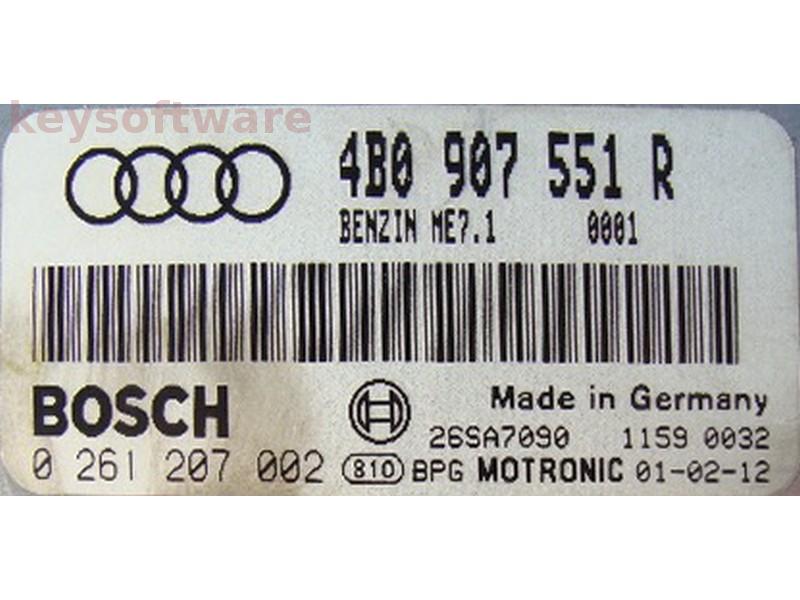 keysoftware
4B0 907 551 R
BENZIN ME7.1 0001
BOSCH
Made in Germany
26SA7090 1159 0032
0 261 207 002 810 BPG MOTRONIC 01-02-12